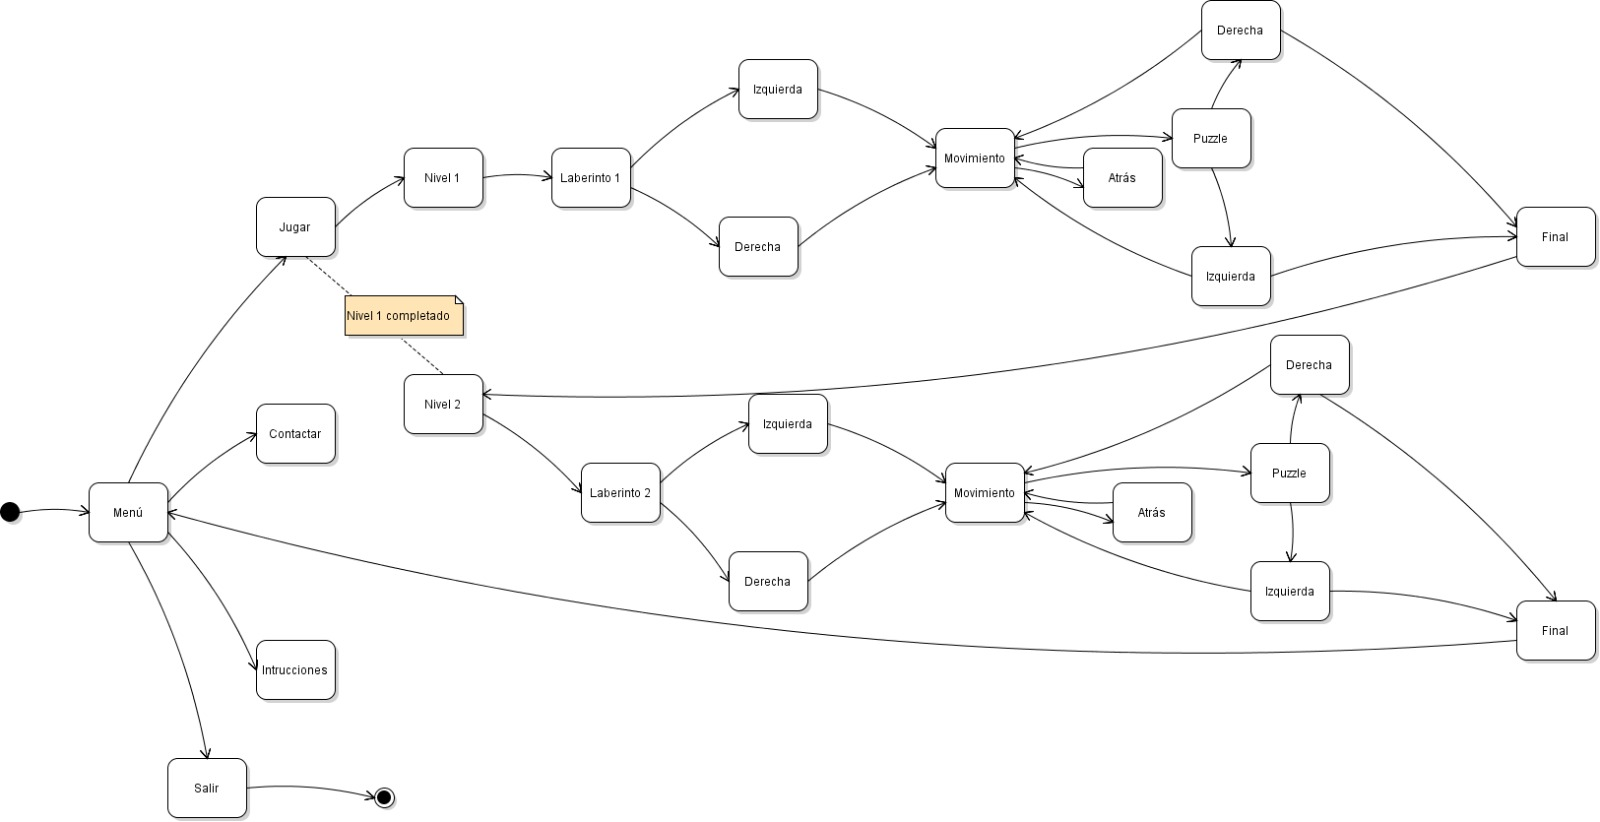 Derecha
Izquierda
Puzzle
Movimiento
Atrás
Nivel 1
Laberinto 1
Jugar
Derecha
Final
Izquierda
Nivel 1 completado
Derecha
Nivel 2
Izquierda
Contactar
Puzzle
Laberinto 2
Movimiento
Atrás
Menú
Derecha
Izquierda
Final
Intrucciones
Salir